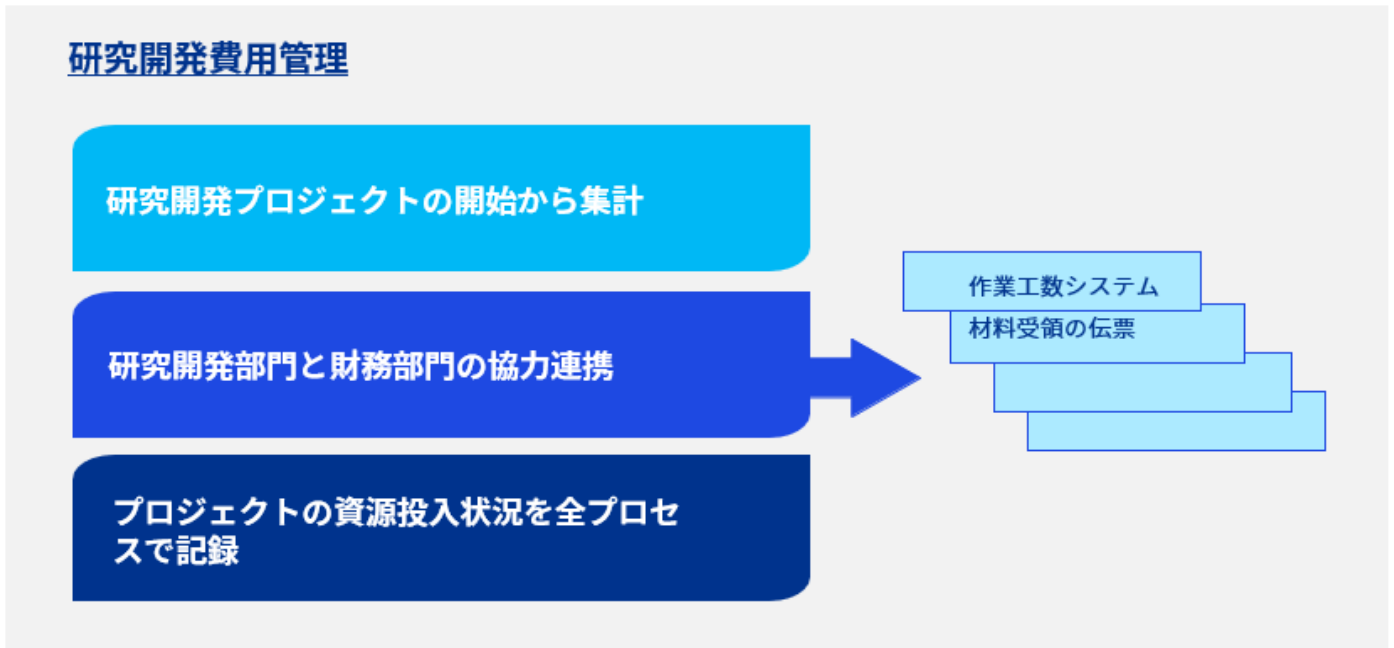 研究開発費用管理
研究開発プロジェクトの開始から集計
研究開発部門と財務部門の協力連携
プロジェクトの資源投入状況を全プロセ
スで記録
作業工数システム
材料受領の伝票